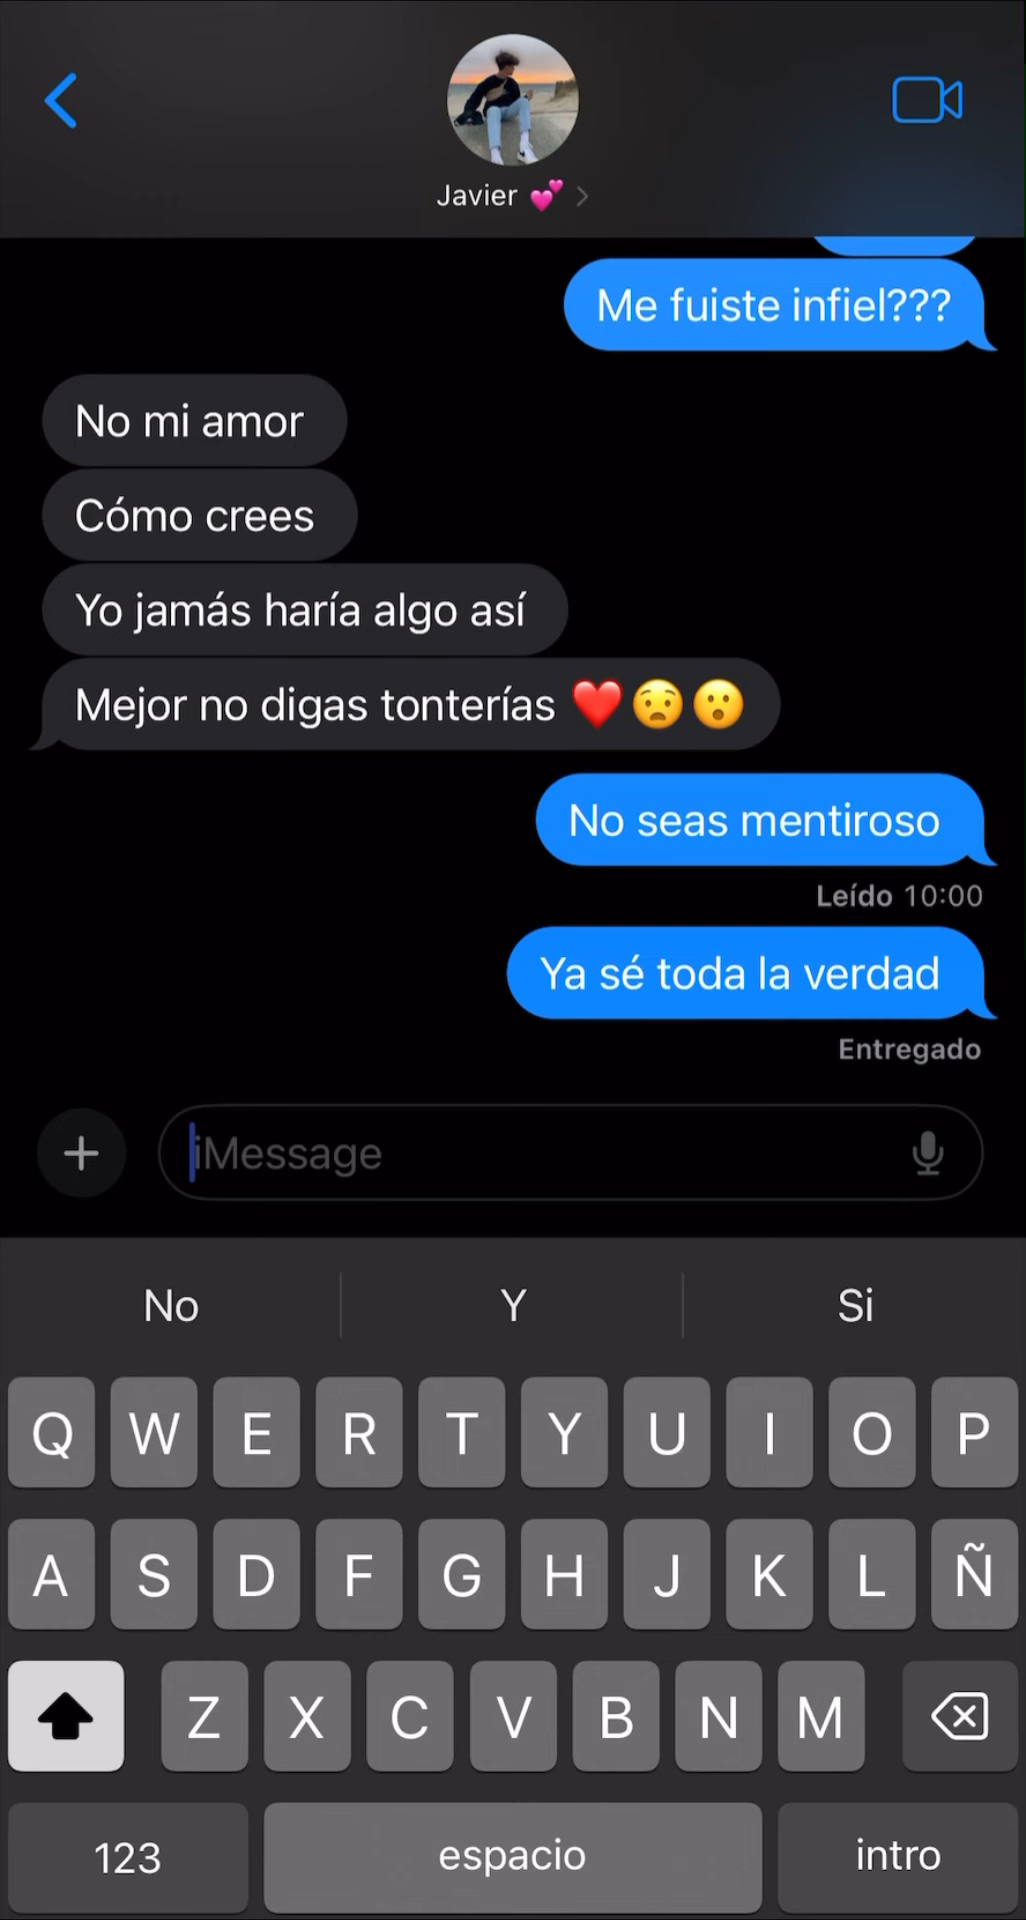 Javier 💕
Me fuiste infiel???
No mi amor
Cómo crees
Yo jamás haría algo así
Mejor no digas tonterías ❤️😧😮
No seas mentiroso
Leído 10:00
Ya sé toda la verdad
Entregado
iMessage
No Y Si
Q W E R T Y U I O P
A S D F G H J K L Ñ
Z X C V B N M
123 espacio intro